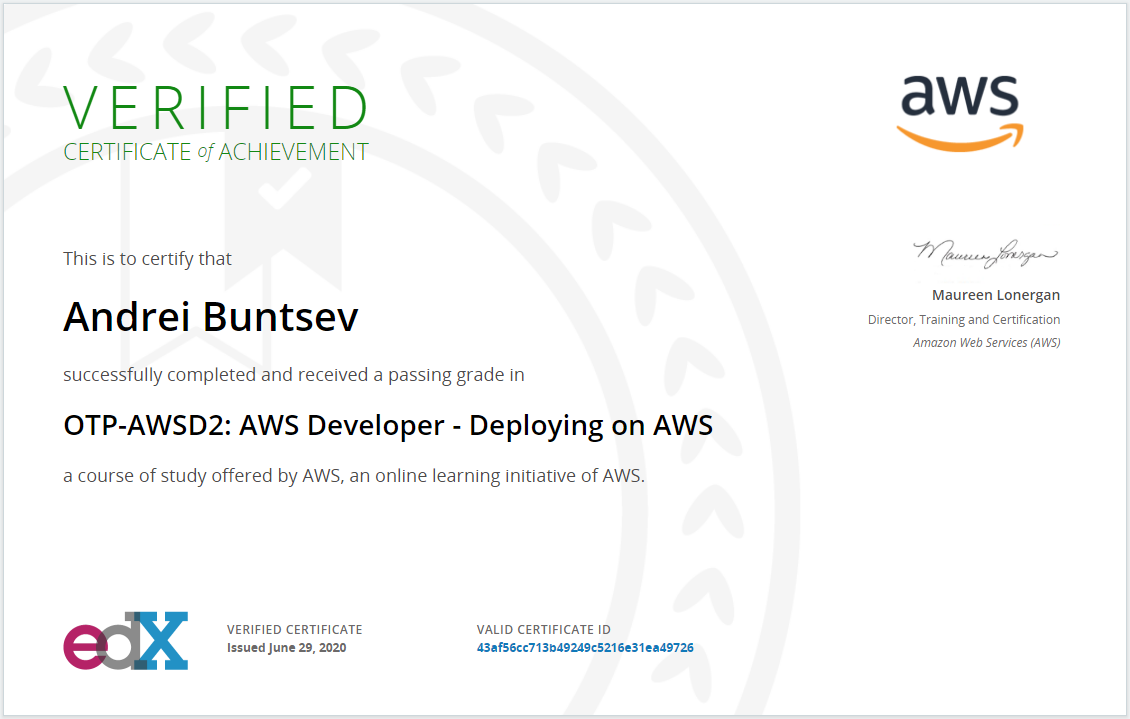 VERIFIED
CERTIFICATE of ACHIEVEMENT
aws
This is to certify that
Andrei Buntsev
successfully completed and received a passing grade in
OTP-AWSD2: AWS Developer - Deploying on AWS
a course of study offered by AWS, an online learning initiative of AWS.
Maureen Lonergan
Maureen Lonergan
Director, Training and Certification
Amazon Web Services (AWS)
edX
VERIFIED CERTIFICATE
Issued June 29, 2020
VALID CERTIFICATE ID
43af56cc713b49249c5216e31ea49726